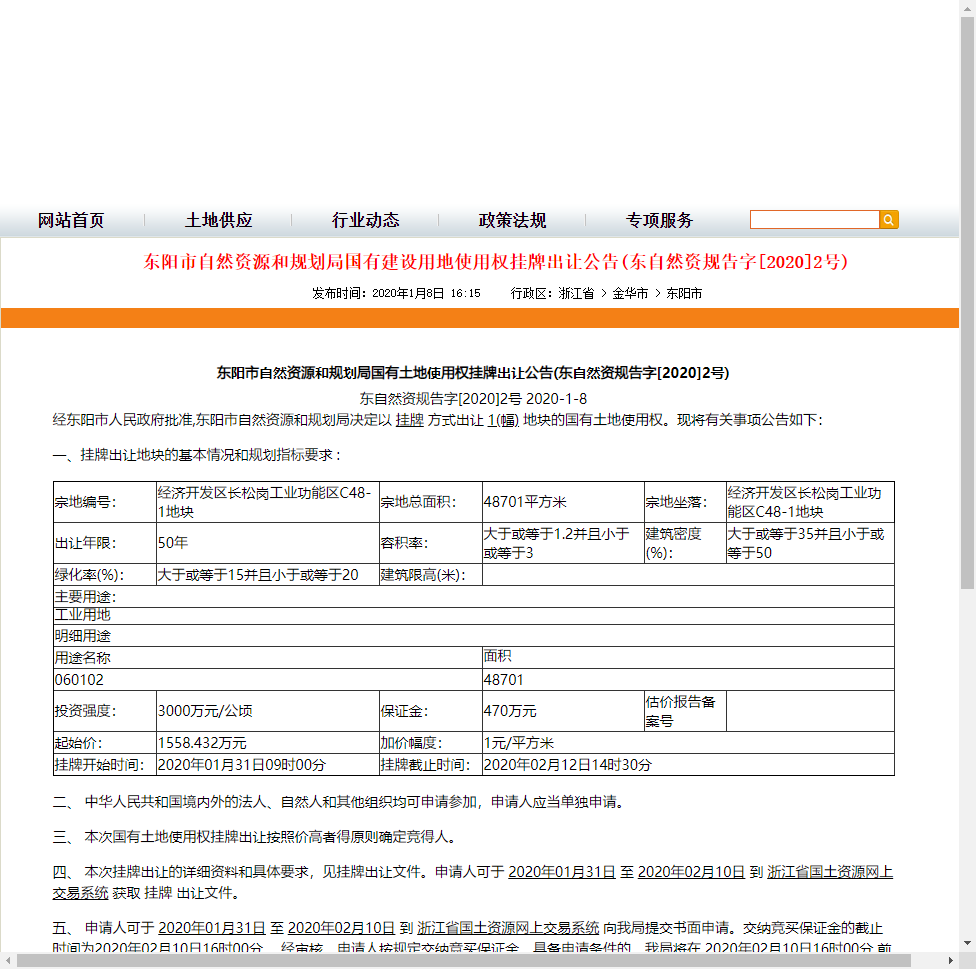 网站首页 土地供应 行业动态 政策法规 专项服务
东阳市自然资源和规划局国有建设用地使用权挂牌出让公告(东自然资规告字[2020]2号)
发布时间：2020年1月8日 16:15 行政区：浙江省 > 金华市 > 东阳市
东阳市自然资源和规划局国有土地使用权挂牌出让公告(东自然资规告字[2020]2号)
东自然资规告字[2020]2号 2020-1-8
经东阳市人民政府批准,东阳市自然资源和规划局决定以 挂牌 方式出让 1(幅) 地块的国有土地使用权。现将有关事项公告如下：
一、挂牌出让地块的基本情况和规划指标要求：
宗地编号： 经济开发区长松岗工业功能区C48-1地块 宗地总面积： 48701平方米 宗地坐落： 经济开发区长松岗工业功能区C48-1地块
出让年限： 50年 容积率： 大于或等于1.2并且小于或等于3 建筑密度(%)： 大于或等于35并且小于或等于50
绿化率(%)： 大于或等于15并且小于或等于20 建筑限高(米)：
主要用途：
工业用地
明细用途
用途名称 面积
060102 48701
投资强度： 3000万元/公顷 保证金： 470万元 估价报告备案号
起始价： 1558.432万元 加价幅度： 1元/平方米
挂牌开始时间： 2020年01月31日09时00分 挂牌截止时间： 2020年02月12日14时30分
二、 中华人民共和国境内外的法人、自然人和其他组织均可申请参加，申请人应当单独申请。
三、 本次国有土地使用权挂牌出让按照价高者得原则确定竞得人。
四、 本次挂牌出让的详细资料和具体要求，见挂牌出让文件。申请人可于 2020年01月31日 至 2020年02月10日 到 浙江省国土资源网上
交易系统 获取 挂牌 出让文件。
五、 申请人可于 2020年01月31日 至 2020年02月10日 到 浙江省国土资源网上交易系统 向我局提交书面申请。交纳竞买保证金的截止
时间为2020年02月10日16时00分 。经审核，申请人按规定交纳竞买保证金，具备申请条件的，我局将在 2020年02月10日16时00分 前